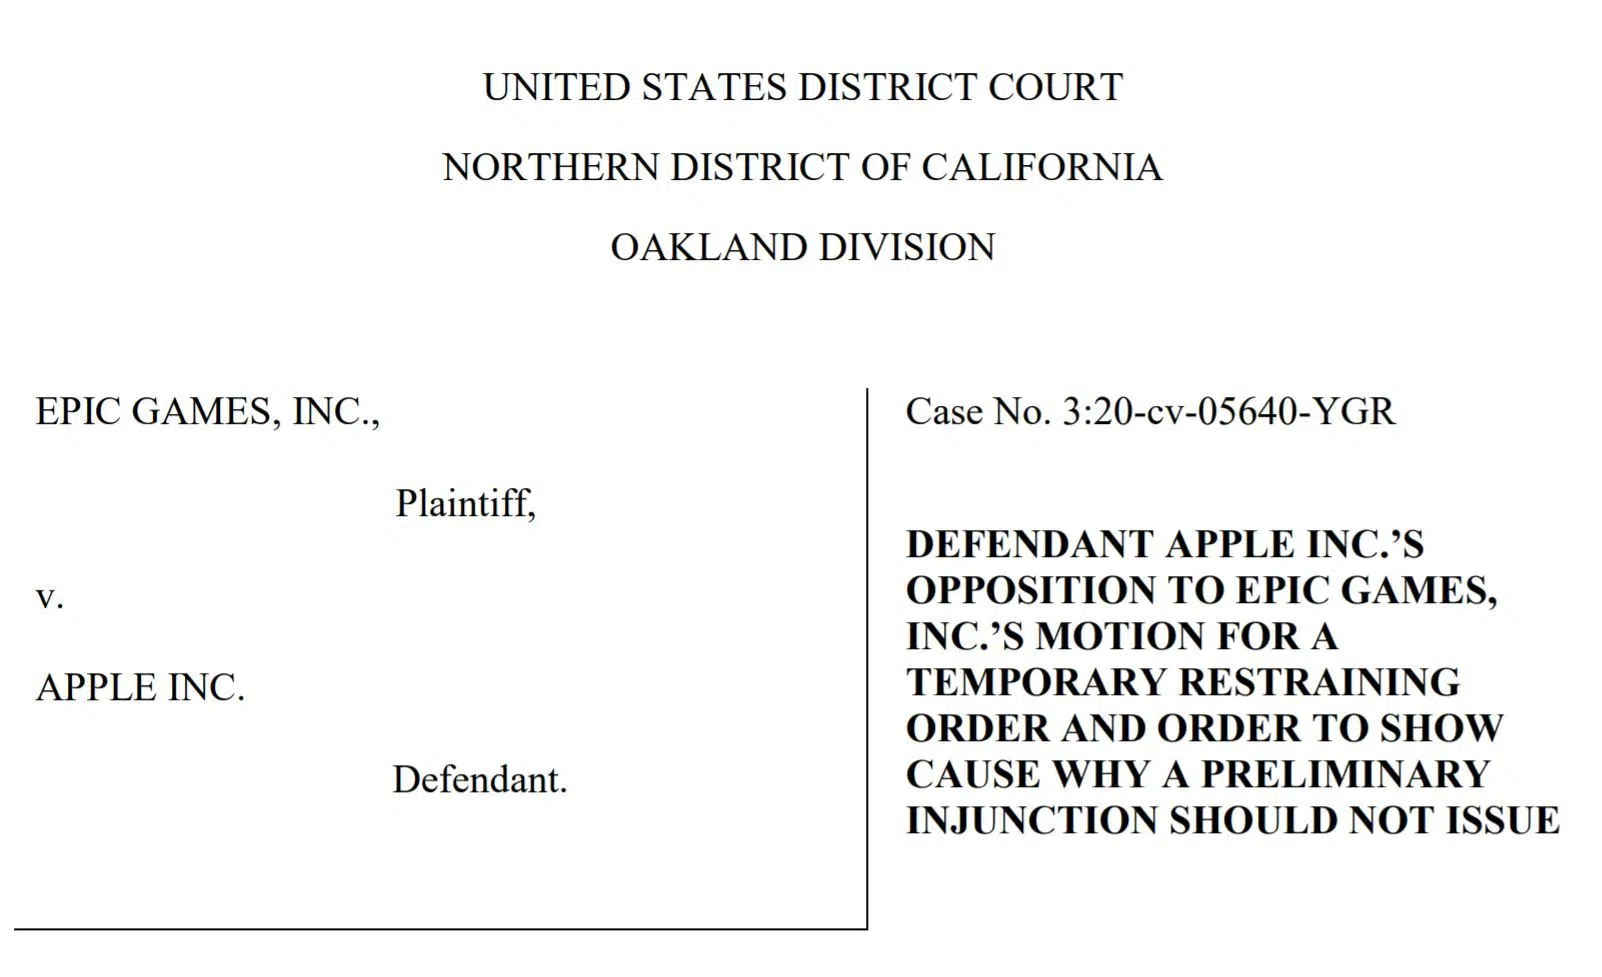 UNITED STATES DISTRICT COURT
NORTHERN DISTRICT OF CALIFORNIA
OAKLAND DIVISION
EPIC GAMES, INC.,
Plaintiff,
v.
APPLE INC.
Defendant.
Case No. 3:20-cv-05640-YGR
DEFENDANT APPLE INC.’S
OPPOSITION TO EPIC GAMES,
INC.’S MOTION FOR A
TEMPORARY RESTRAINING
ORDER AND ORDER TO SHOW
CAUSE WHY A PRELIMINARY
INJUNCTION SHOULD NOT ISSUE